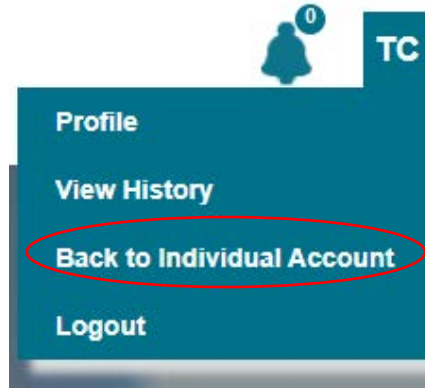 0
TC
Profile
View History
Back to Individual Account
Logout